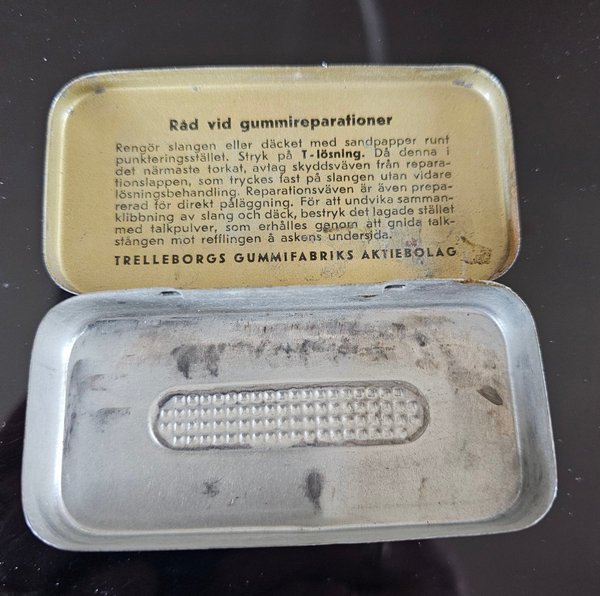 Råd vid gummireparationer
Rengör slangen eller däcket med sandpapper runt
punkteringsstället. Stryk på T-lösning. Då denna i
det närmaste torkat, avtag skyddsväven från repara-
tionslappen, som tryckes fast på slangen utan vidare
lösningsbehandling. Reparationsväven är även prepa-
rerad för direkt påläggning. För att undvika samman-
klibbning av slang och däck, bestryk det lagade stället
med talkpulver, som erhålles genom att gnida talk-
stången mot refflingen å askens undersida.
TRELLEBORGS GUMMIFABRIKS AKTIEBOLAG